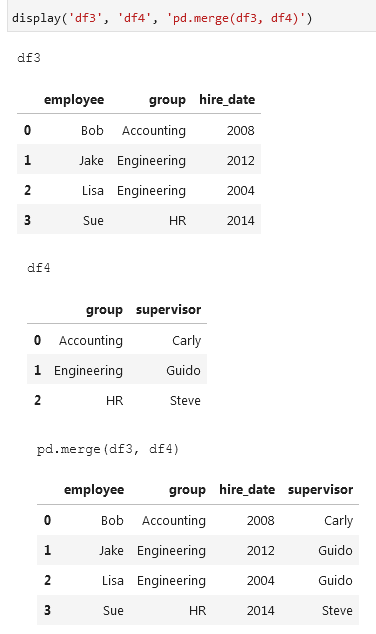 display('df3', 'df4', 'pd.merge(df3, df4)')
df3
employee group hire_date
0 Bob Accounting 2008
1 Jake Engineering 2012
2 Lisa Engineering 2004
3 Sue HR 2014
df4
group supervisor
0 Accounting Carly
1 Engineering Guido
2 HR Steve
pd.merge(df3, df4)
employee group hire_date supervisor
0 Bob Accounting 2008 Carly
1 Jake Engineering 2012 Guido
2 Lisa Engineering 2004 Guido
3 Sue HR 2014 Steve